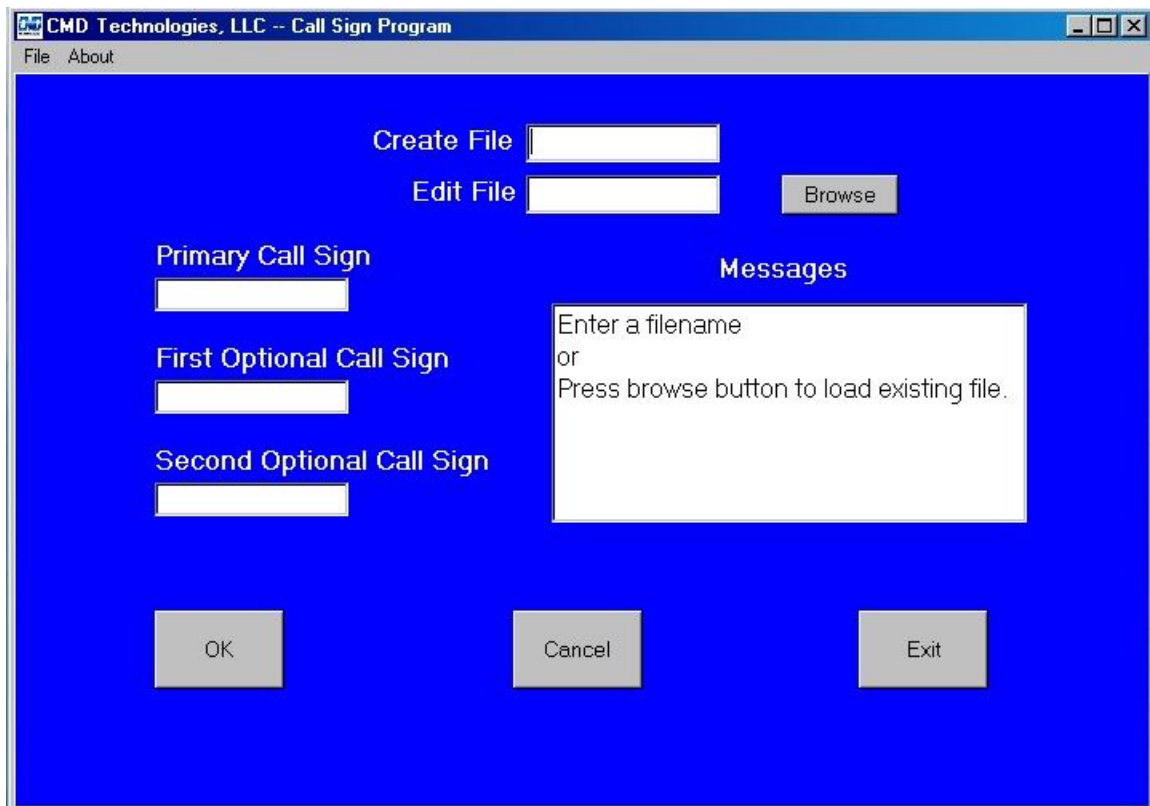 CMD Technologies, LLC -- Call Sign Program
File About
Create File
Edit File
Browse
Primary Call Sign
Messages
Enter a filename
or
Press browse button to load existing file.
First Optional Call Sign
Second Optional Call Sign
OK
Cancel
Exit